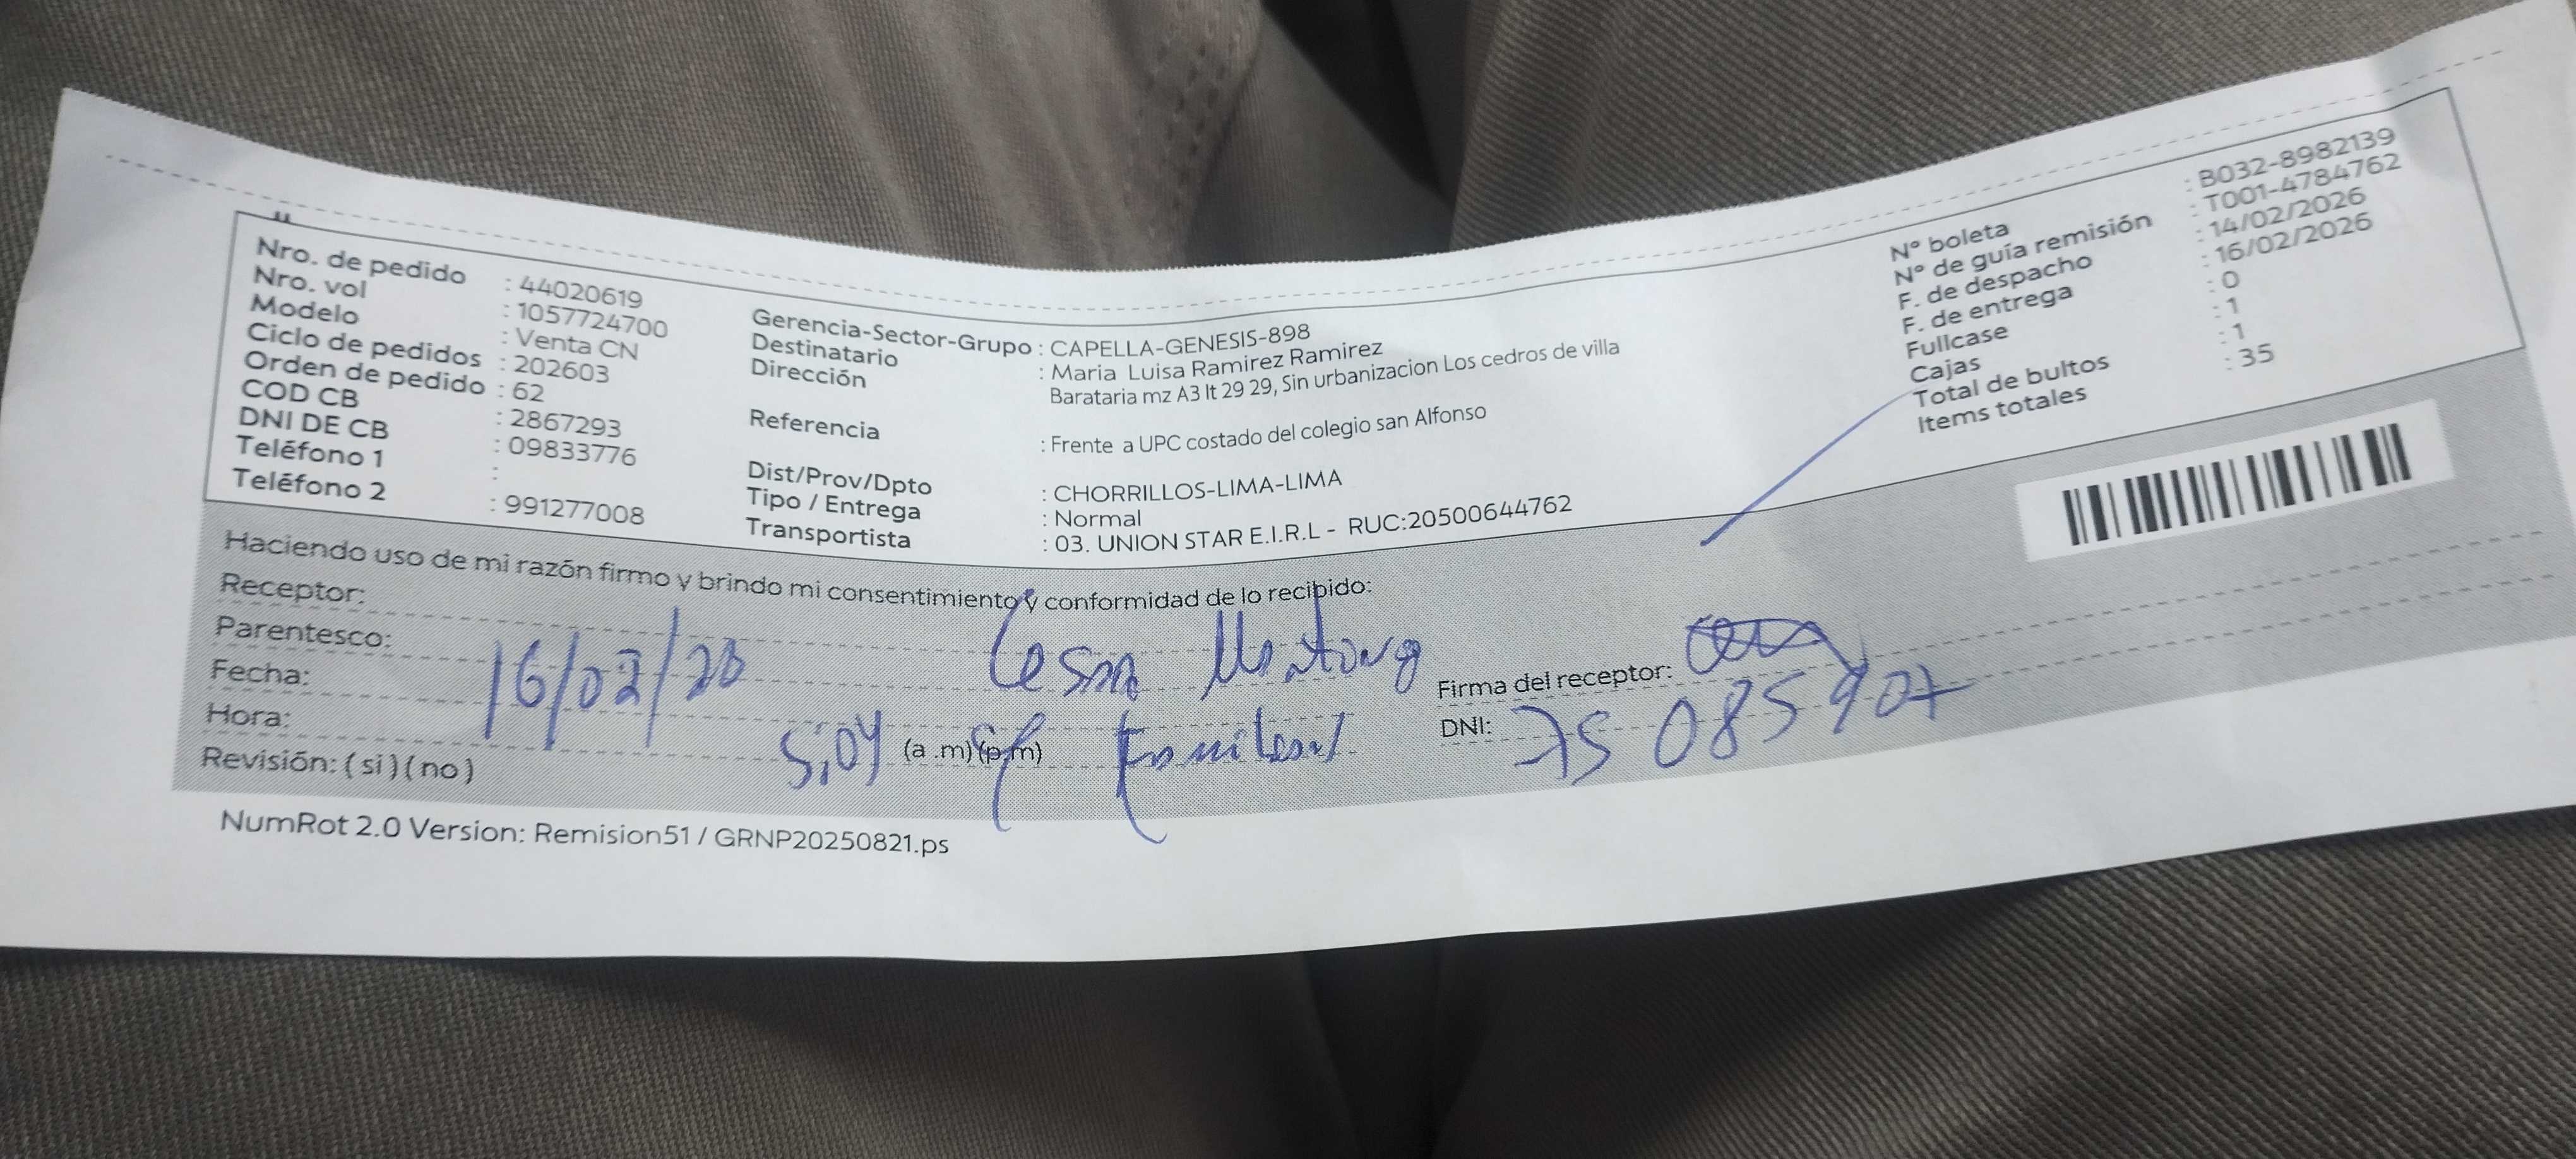 Nro. de pedido : 44020619
Nro. vol : 1057724700
Modelo : Venta CN
Ciclo de pedidos : 202603
Orden de pedido : 62
COD CB : 2867293
DNI DE CB : 09833776
Teléfono 1 :
Teléfono 2 : 991277008
Gerencia-Sector-Grupo : CAPELLA-GENESIS-898
Destinatario : Maria Luisa Ramirez Ramirez
Dirección : Barataria mz A3 lt 29 29, Sin urbanizacion Los cedros de villa
Referencia : Frente a UPC costado del colegio san Alfonso
Dist/Prov/Dpto : CHORRILLOS-LIMA-LIMA
Tipo / Entrega : Normal
Transportista : 03. UNION STAR E.I.R.L - RUC:20500644762
N° boleta : B032-8982139
N° de guía remisión : T001-4784762
F. de despacho : 14/02/2026
F. de entrega : 16/02/2026
Fullcase : 0
Cajas : 1
Total de bultos : 1
Items totales : 35
Haciendo uso de mi razón firmo y brindo mi consentimiento y conformidad de lo recibido:
Receptor:
Parentesco:
Fecha: 16/02/
Hora: (a .m) (p.m)
Revisión: ( si ) ( no )
Firma del receptor:
DNI: 75085907
NumRot 2.0 Version: Remision51 / GRNP20250821.ps